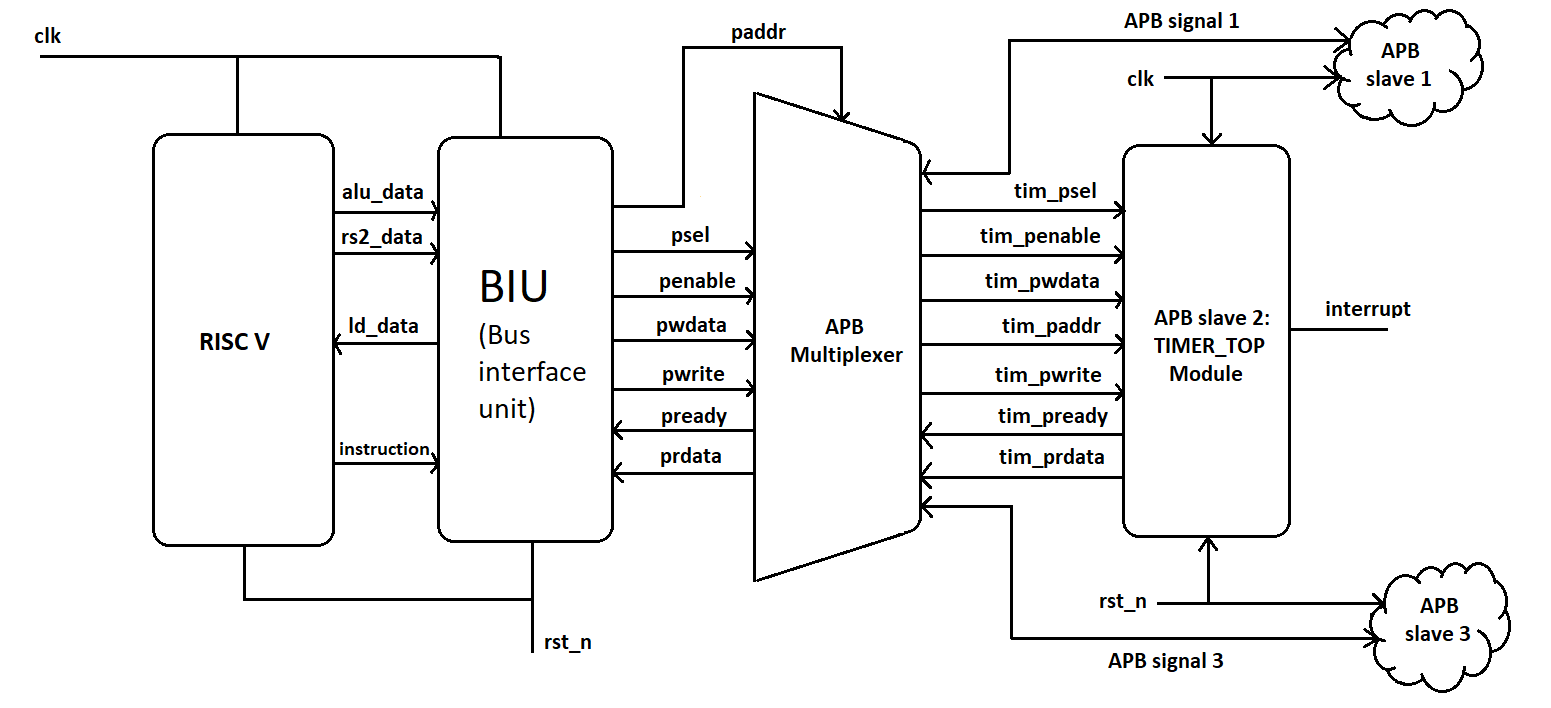 clk
RISC V
alu_data
rs2_data
ld_data
instruction
BIU
(Bus
interface
unit)
rst_n
paddr
psel
penable
pwdata
pwrite
pready
prdata
APB
Multiplexer
APB signal 1
clk
APB
slave 1
tim_psel
tim_penable
tim_pwdata
tim_paddr
tim_pwrite
tim_pready
tim_prdata
APB slave 2:
TIMER_TOP
Module
interrupt
rst_n
APB signal 3
APB
slave 3